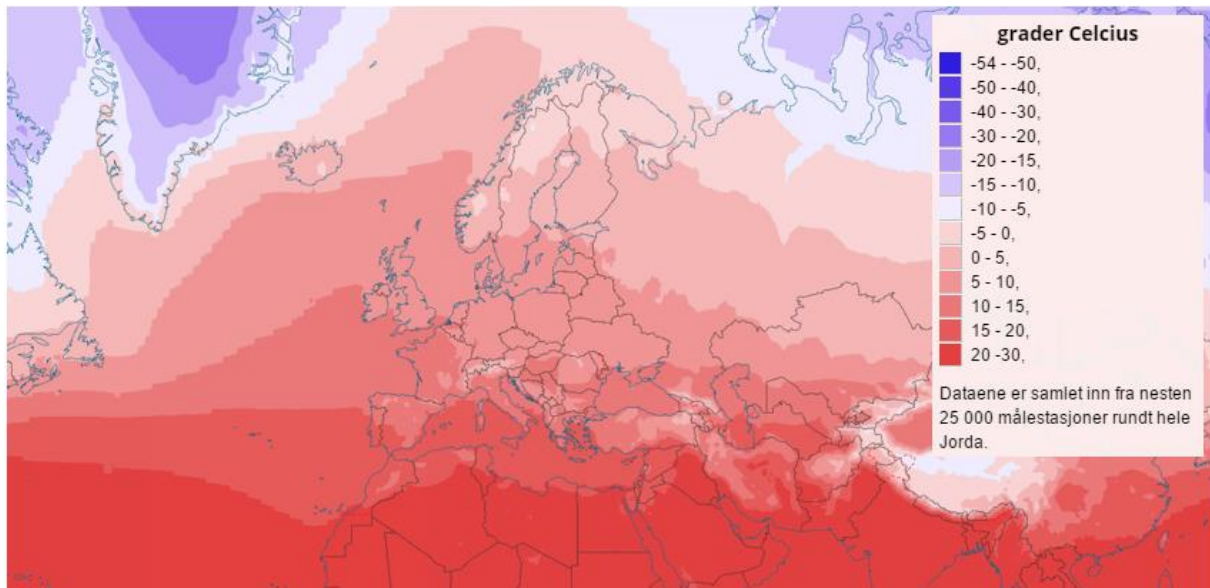 grader Celcius
-54 - -50,
-50 - -40,
-40 - -30,
-30 - -20,
-20 - -15,
-15 - -10,
-10 - -5,
-5 - 0,
0 - 5,
5 - 10,
10 - 15,
15 - 20,
20 -30,
Dataene er samlet inn fra nesten
25 000 målestasjoner rundt hele
Jorda.